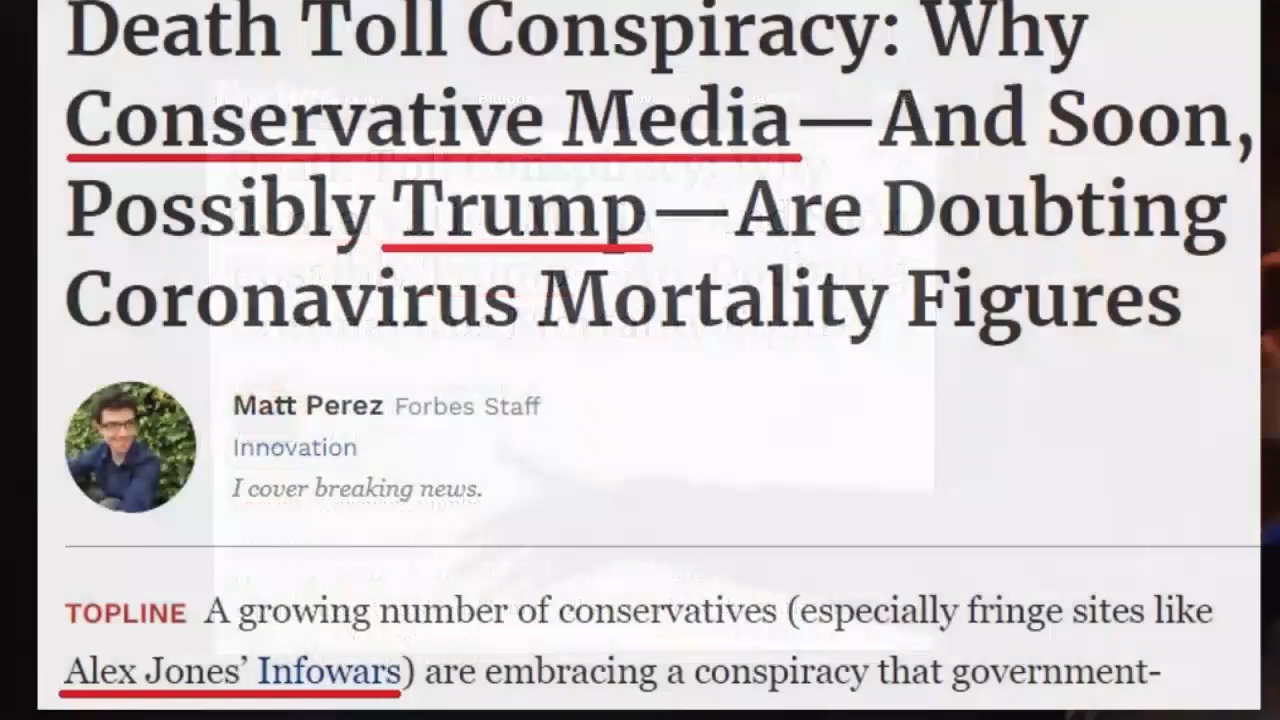 Death Toll Conspiracy: Why
Conservative Media—And Soon,
Possibly Trump—Are Doubting
Coronavirus Mortality Figures
Matt Perez Forbes Staff
Innovation
I cover breaking news.
TOPLINE A growing number of conservatives (especially fringe sites like
Alex Jones’ Infowars) are embracing a conspiracy that government-